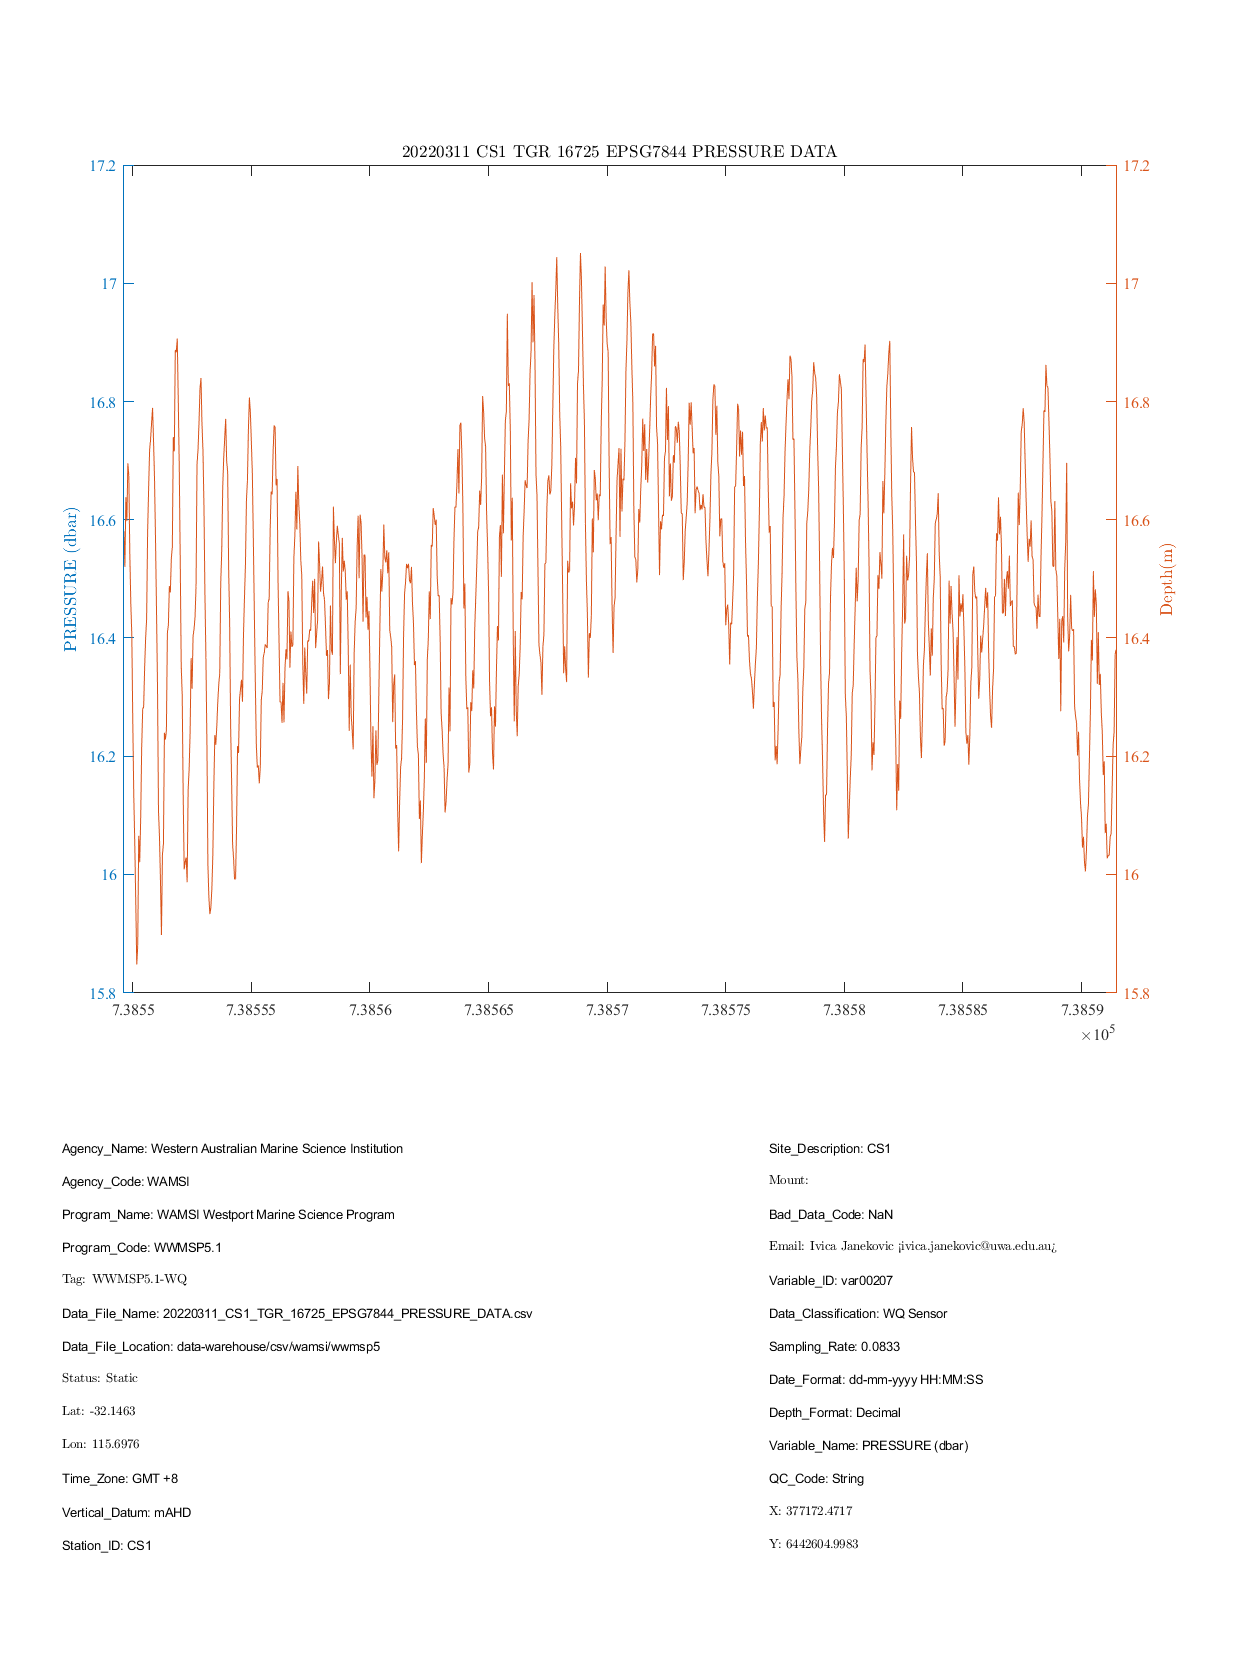 20220311 CS1 TGR 16725 EPSG7844 PRESSURE DATA
17.2
17
16.8
16.6
16.4
16.2
16
15.8
PRESSURE (dbar)
17.2
17
16.8
16.6
16.4
16.2
16
15.8
Depth(m)
7.3855 7.38555 7.3856 7.38565 7.3857 7.38575 7.3858 7.38585 7.3859
×10^5
Agency_Name: Western Australian Marine Science Institution
Agency_Code: WAMSI
Program_Name: WAMSI Westport Marine Science Program
Program_Code: WWMSP5.1
Tag: WWMSP5.1-WQ
Data_File_Name: 20220311_CS1_TGR_16725_EPSG7844_PRESSURE_DATA.csv
Data_File_Location: data-warehouse/csv/wamsi/wwmsp5
Status: Static
Lat: -32.1463
Lon: 115.6976
Time_Zone: GMT +8
Vertical_Datum: mAHD
Station_ID: CS1
Site_Description: CS1
Mount:
Bad_Data_Code: NaN
Email: Ivica Janekovic ¡ivica.janekovic@uwa.edu.au¿
Variable_ID: var00207
Data_Classification: WQ Sensor
Sampling_Rate: 0.0833
Date_Format: dd-mm-yyyy HH:MM:SS
Depth_Format: Decimal
Variable_Name: PRESSURE (dbar)
QC_Code: String
X: 377172.4717
Y: 6442604.9983